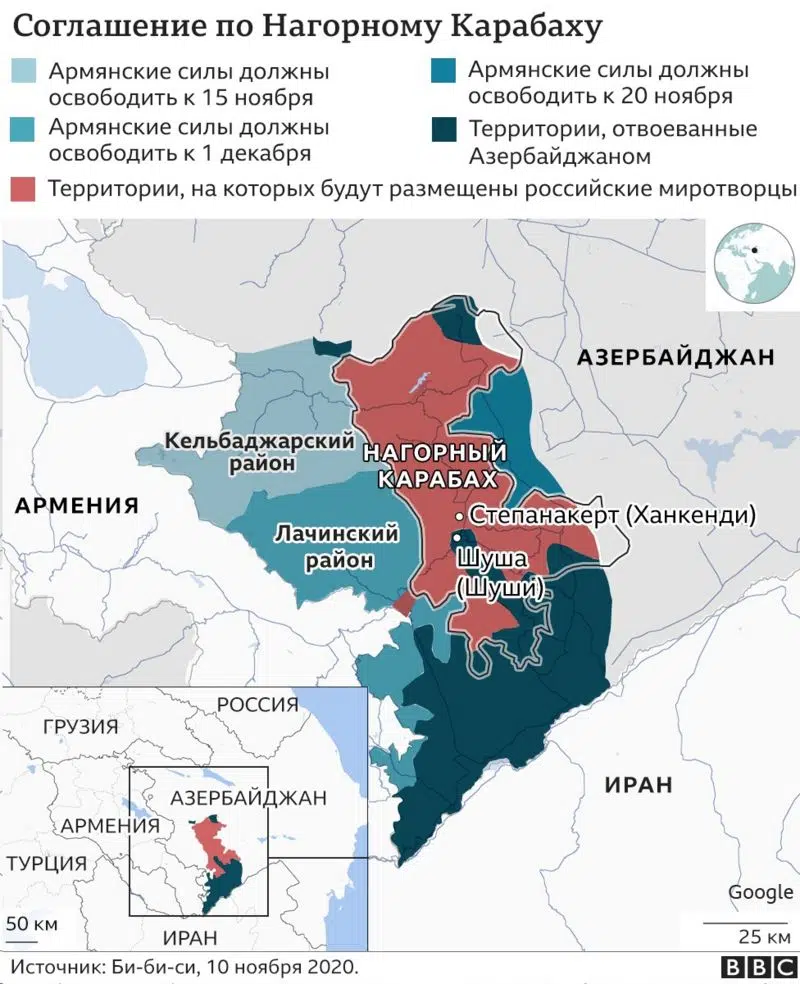 Соглашение по Нагорному Карабаху
Армянские силы должны
освободить к 15 ноября
Армянские силы должны
освободить к 20 ноября
Армянские силы должны
освободить к 1 декабря
Территории, отвоеванные
Азербайджаном
Территории, на которых будут размещены российские миротворцы
АЗЕРБАЙДЖАН
Кельбаджарский
район
НАГОРНЫЙ
КАРАБАХ
АРМЕНИЯ
Степанакерт (Ханкенди)
Лачинский
район
Шуша
(Шуши)
ИРАН
РОССИЯ
ГРУЗИЯ
АЗЕРБАЙДЖАН
АРМЕНИЯ
ТУРЦИЯ
ИРАН
50 км
Google
25 км
Источник: Би-би-си, 10 ноября 2020.
BBC